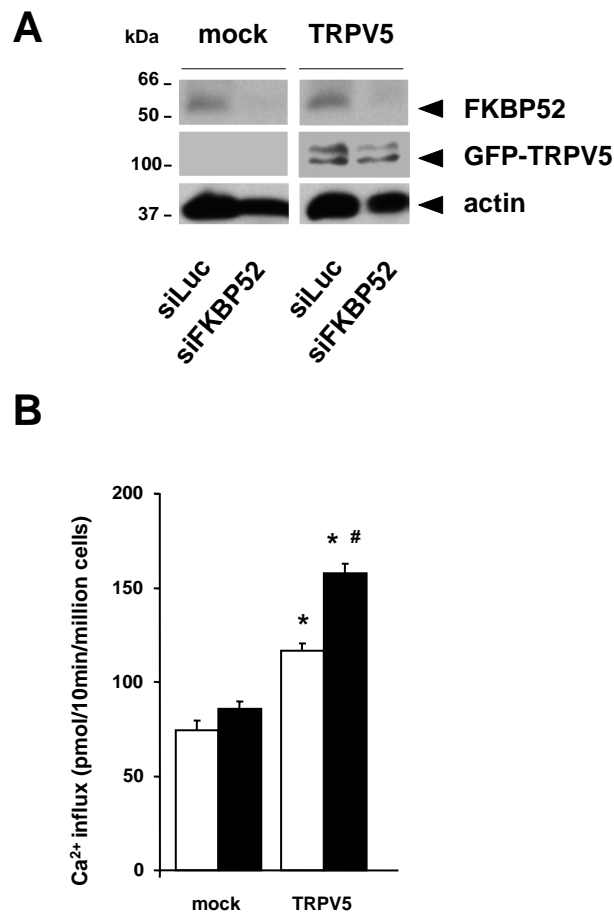 A
kDa
mock
TRPV5
66
50
FKBP52
100
GFP-TRPV5
37
actin
siLuc
siFKBP52
siLuc
siFKBP52
B
Ca²⁺ influx (pmol/10min/million cells)
200
150
100
50
0
*
* #
mock
TRPV5